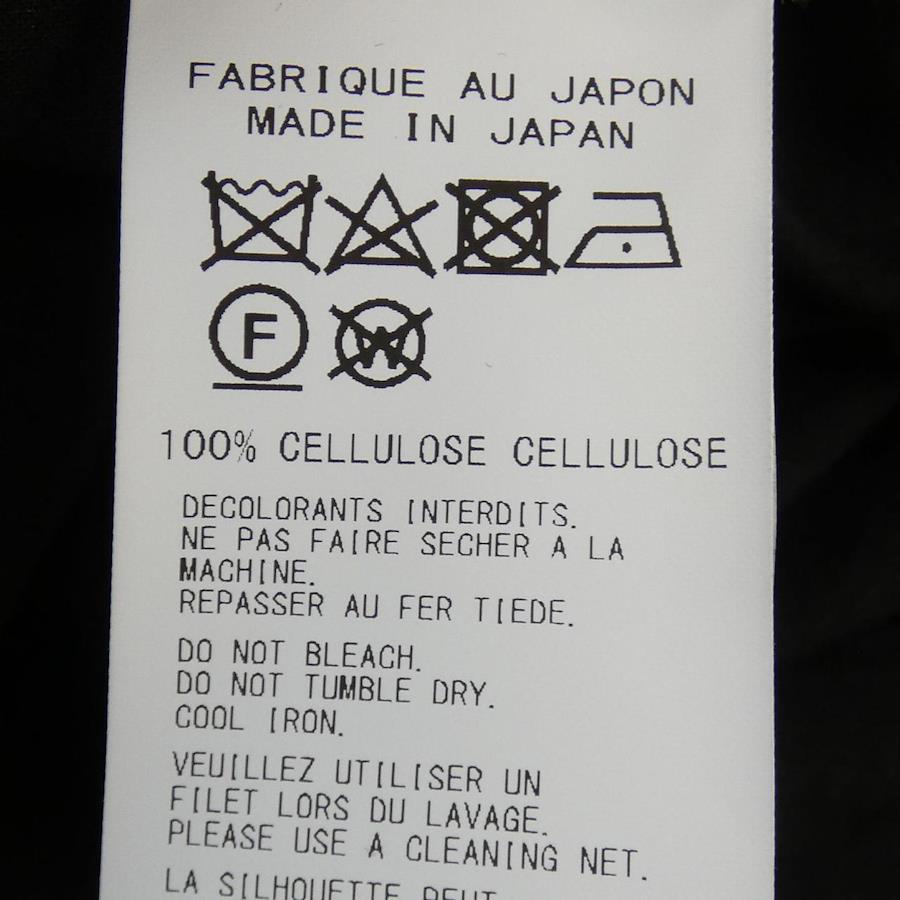 FABRIQUE AU JAPON
MADE IN JAPAN
F W
100% CELLULOSE CELLULOSE
DECOLORANTS INTERDITS.
NE PAS FAIRE SECHER A LA
MACHINE.
REPASSER AU FER TIEDE.
DO NOT BLEACH.
DO NOT TUMBLE DRY.
COOL IRON.
VEUILLEZ UTILISER UN
FILET LORS DU LAVAGE.
PLEASE USE A CLEANING NET.
LA SILHOUETTE PEUT